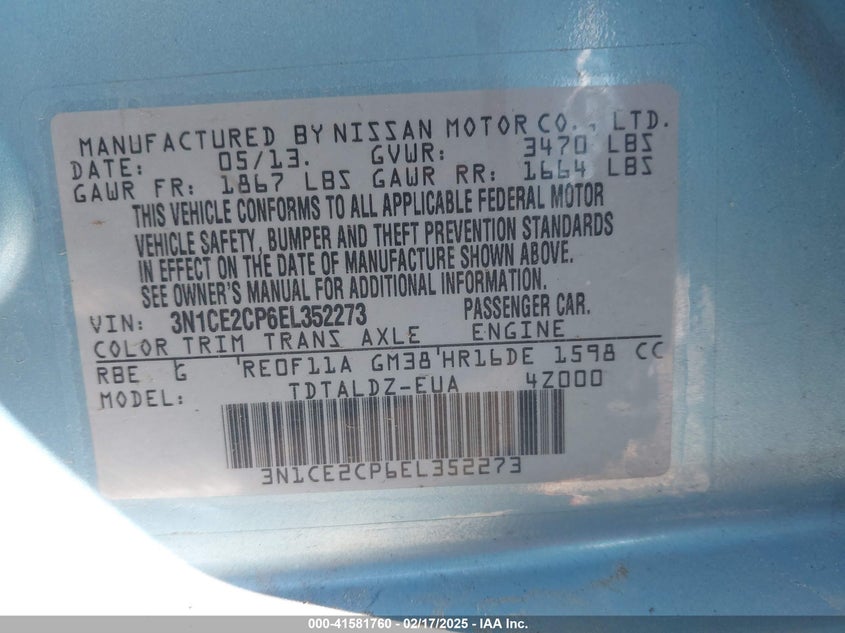 MANUFACTURED BY NISSAN MOTOR CO., LTD.
DATE: 05/13. GVWR: 3470 LBS
GAWR FR: 1867 LBS GAWR RR: 1664 LBS
THIS VEHICLE CONFORMS TO ALL APPLICABLE FEDERAL MOTOR
VEHICLE SAFETY, BUMPER AND THEFT PREVENTION STANDARDS
IN EFFECT ON THE DATE OF MANUFACTURE SHOWN ABOVE.
SEE OWNER'S MANUAL FOR ADDITIONAL INFORMATION.
VIN: 3N1CE2CP6EL352273 PASSENGER CAR.
COLOR TRIM TRANS AXLE ENGINE
RBE G 'RE0F11A GM38'HR16DE 1598 CC
MODEL: TDTALDZ-EUA 4Z000
3N1CE2CP6EL352273
000-41581760 - 02/17/2025 - IAA Inc.